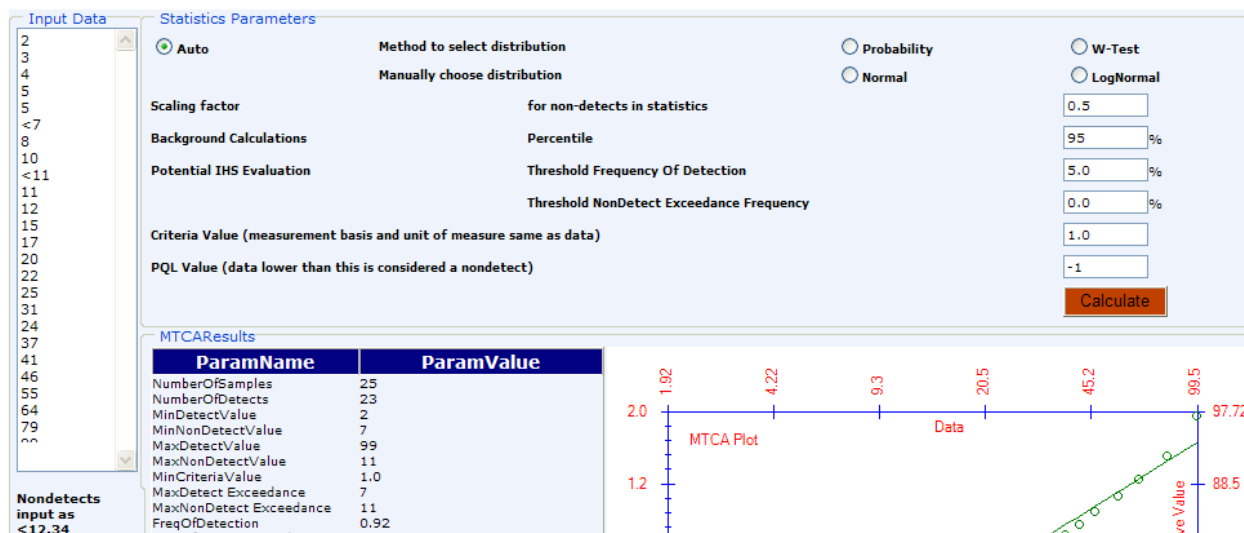 Input Data
2
3
4
5
5
<7
8
10
<11
11
12
15
17
20
22
25
31
24
37
41
46
55
64
79
Nondetects
input as
<12.34
Statistics Parameters
Auto Method to select distribution Probability W-Test
Manually choose distribution Normal LogNormal
Scaling factor for non-detects in statistics 0.5
Background Calculations Percentile 95 %
Potential IHS Evaluation Threshold Frequency Of Detection 5.0 %
Threshold NonDetect Exceedance Frequency 0.0 %
Criteria Value (measurement basis and unit of measure same as data) 1.0
PQL Value (data lower than this is considered a nondetect) -1
Calculate
MTCAResults
ParamName ParamValue
NumberOfSamples 25
NumberOfDetects 23
MinDetectValue 2
MinNonDetectValue 7
MaxDetectValue 99
MaxNonDetectValue 11
MinCriteriaValue 1.0
MaxDetect Exceedance 7
MaxNonDetect Exceedance 11
FreqOfDetection 0.92
1.92 4.22 9.3 20.5 45.2 99.5
2.0 97.72
Data
MTCA Plot
1.2 88.5
ve Value